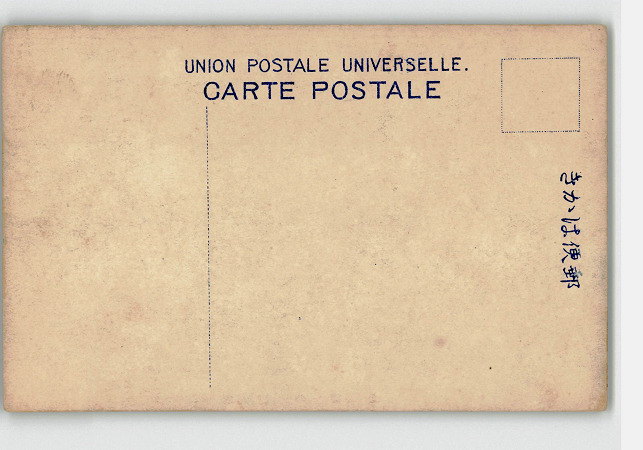 UNION POSTALE UNIVERSELLE.
CARTE POSTALE
郵便はかき